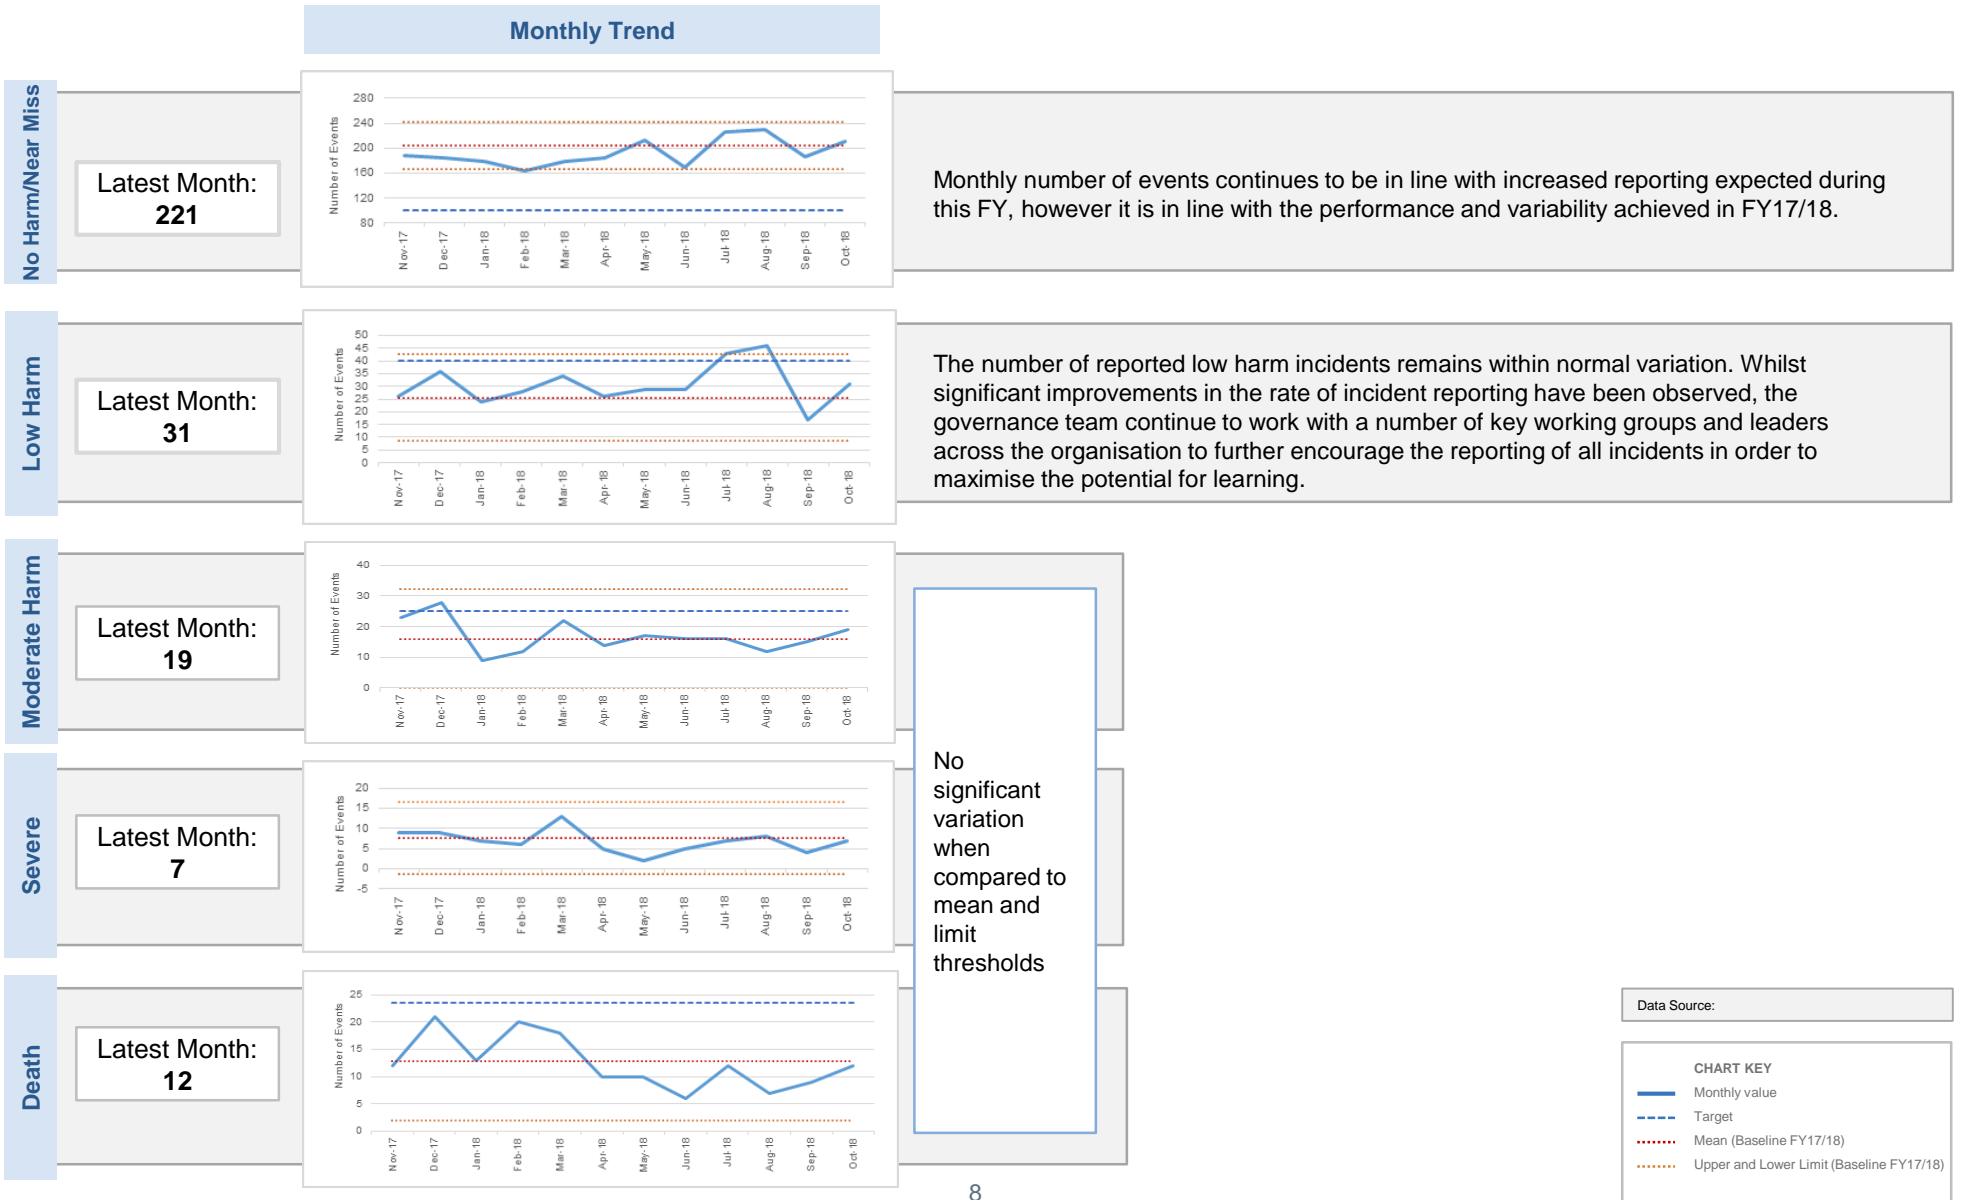 Monthly Trend
No Harm/Near Miss
Latest Month:
221
Number of Events
280
240
200
160
120
80
Nov-17
Dec-17
Jan-18
Feb-18
Mar-18
Apr-18
May-18
Jun-18
Jul-18
Aug-18
Sep-18
Oct-18
Monthly number of events continues to be in line with increased reporting expected during
this FY, however it is in line with the performance and variability achieved in FY17/18.
Low Harm
Latest Month:
31
Number of Events
50
45
40
35
30
25
20
15
10
5
0
Nov-17
Dec-17
Jan-18
Feb-18
Mar-18
Apr-18
May-18
Jun-18
Jul-18
Aug-18
Sep-18
Oct-18
The number of reported low harm incidents remains within normal variation. Whilst
significant improvements in the rate of incident reporting have been observed, the
governance team continue to work with a number of key working groups and leaders
across the organisation to further encourage the reporting of all incidents in order to
maximise the potential for learning.
Moderate Harm
Latest Month:
19
Number of Events
40
30
20
10
0
Nov-17
Dec-17
Jan-18
Feb-18
Mar-18
Apr-18
May-18
Jun-18
Jul-18
Aug-18
Sep-18
Oct-18
Severe
Latest Month:
7
Number of Events
20
15
10
5
0
-5
Nov-17
Dec-17
Jan-18
Feb-18
Mar-18
Apr-18
May-18
Jun-18
Jul-18
Aug-18
Sep-18
Oct-18
No
significant
variation
when
compared to
mean and
limit
thresholds
Death
Latest Month:
12
Number of Events
25
20
15
10
5
0
Nov-17
Dec-17
Jan-18
Feb-18
Mar-18
Apr-18
May-18
Jun-18
Jul-18
Aug-18
Sep-18
Oct-18
Data Source:
CHART KEY
Monthly value
Target
Mean (Baseline FY17/18)
Upper and Lower Limit (Baseline FY17/18)
8